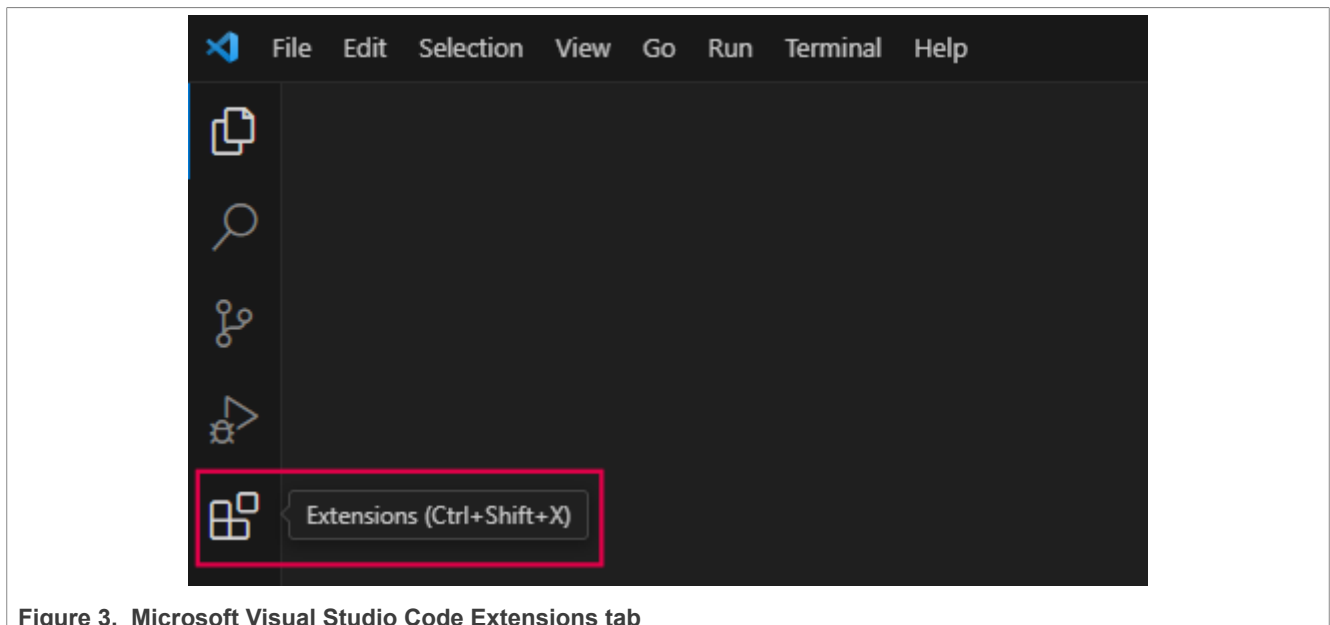 File Edit Selection View Go Run Terminal Help
Extensions (Ctrl+Shift+X)
Figure 3. Microsoft Visual Studio Code Extensions tab